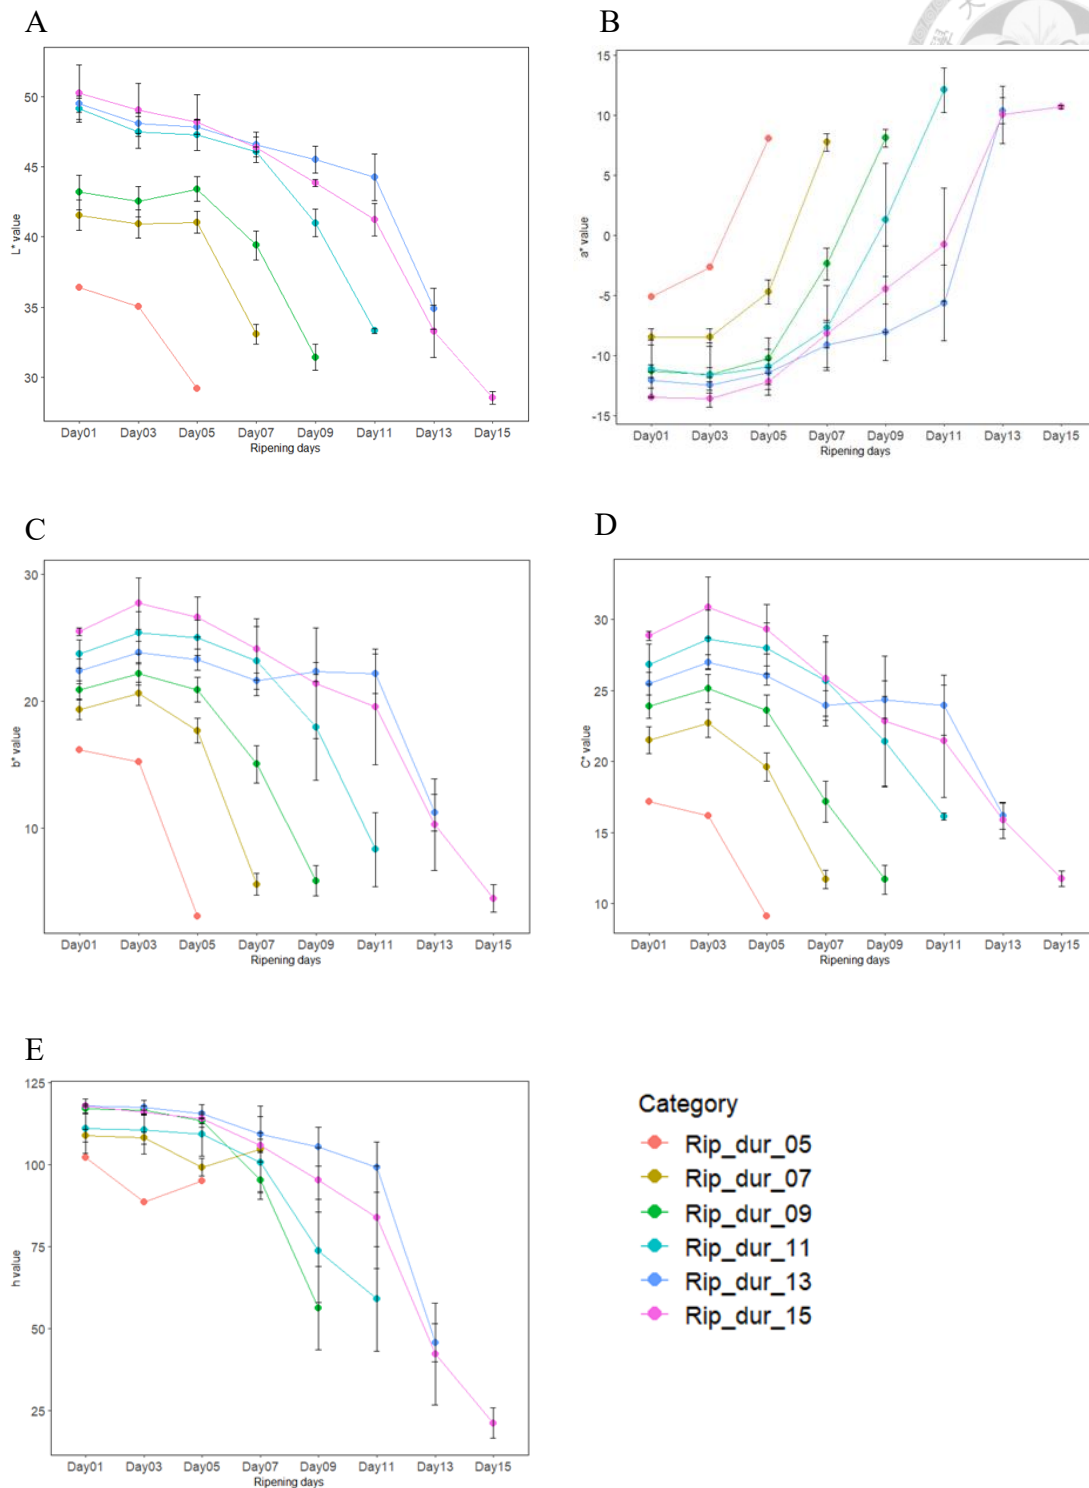 A
L* value
50
45
40
35
30
Day01 Day03 Day05 Day07 Day09 Day11 Day13 Day15
Ripening days
B
a* value
15
10
5
0
-5
-10
-15
Day01 Day03 Day05 Day07 Day09 Day11 Day13 Day15
Ripening days
C
b* value
30
20
10
Day01 Day03 Day05 Day07 Day09 Day11 Day13 Day15
Ripening days
D
C* value
30
25
20
15
10
Day01 Day03 Day05 Day07 Day09 Day11 Day13 Day15
Ripening days
E
h value
125
100
75
50
25
Day01 Day03 Day05 Day07 Day09 Day11 Day13 Day15
Ripening days
Category
Rip_dur_05
Rip_dur_07
Rip_dur_09
Rip_dur_11
Rip_dur_13
Rip_dur_15